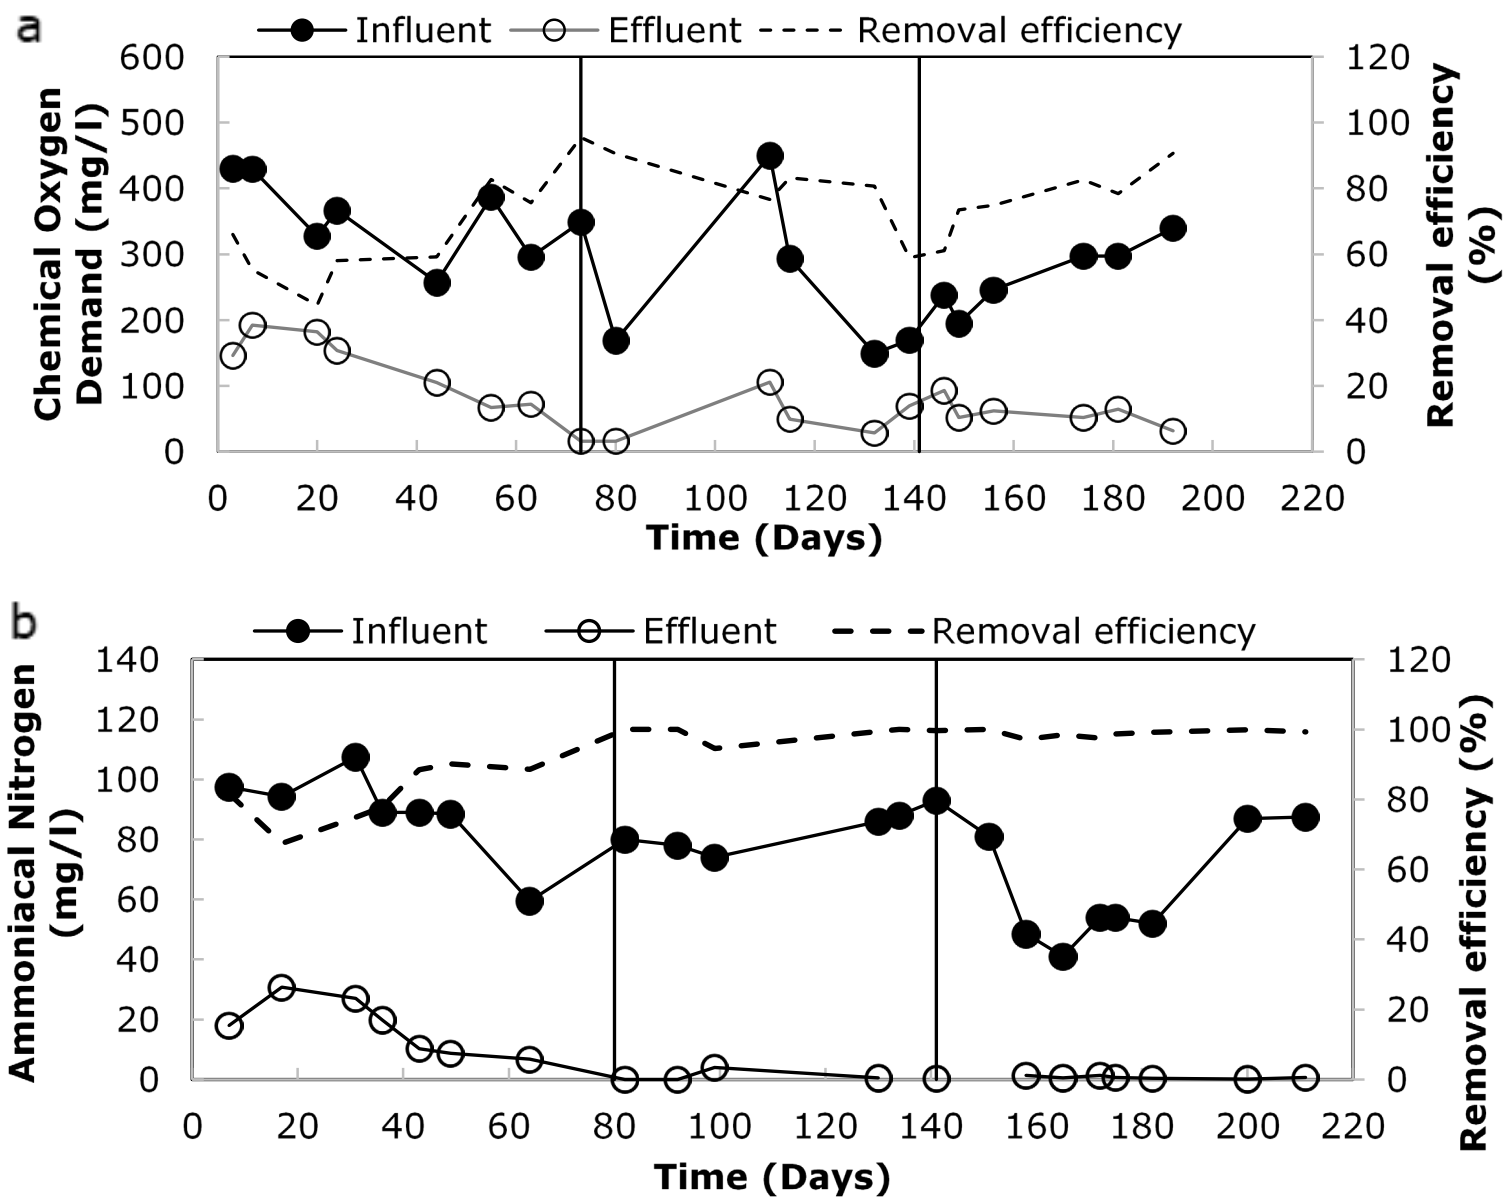 a
Influent Effluent Removal efficiency
Chemical Oxygen
Demand (mg/l)
600
500
400
300
200
100
0
120
100
80
60
40
20
0
Removal efficiency
(%)
0 20 40 60 80 100 120 140 160 180 200 220
Time (Days)
b
Influent Effluent Removal efficiency
Ammoniacal Nitrogen
(mg/l)
140
120
100
80
60
40
20
0
120
100
80
60
40
20
0
Removal efficiency (%)
0 20 40 60 80 100 120 140 160 180 200 220
Time (Days)